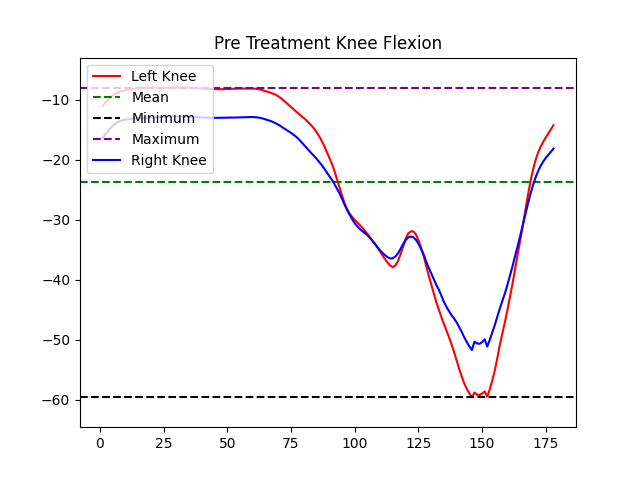 Pre Treatment Knee Flexion
Left Knee
Mean
Minimum
Maximum
Right Knee
−10
−20
−30
−40
−50
−60
0 25 50 75 100 125 150 175